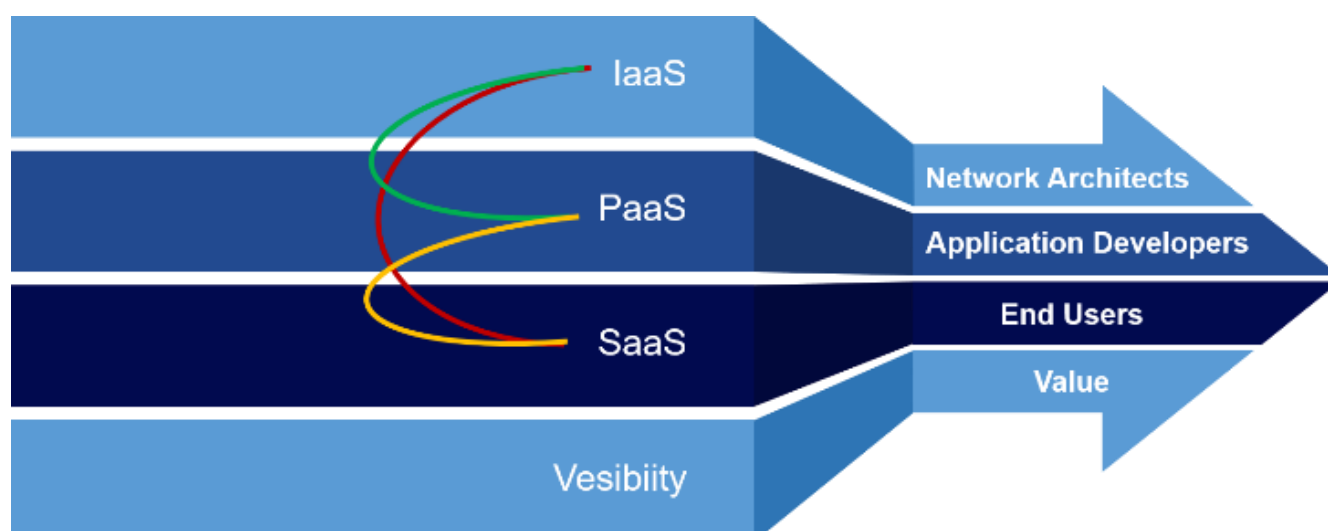 IaaS
Network Architects
PaaS
Application Developers
SaaS
End Users
Vesibiity
Value